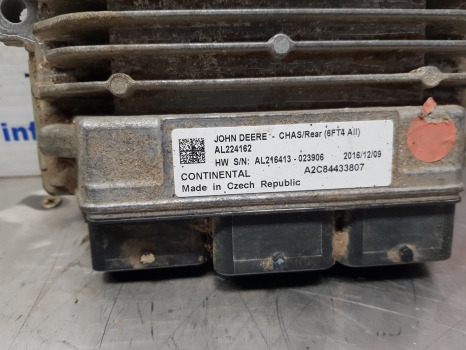 JOHN DEERE - CHAS/Rear (6FT4 All)
AL224162
HW S/N: AL216413 - 023906 2016/12/09
CONTINENTAL A2C84433807
Made in Czech Republic